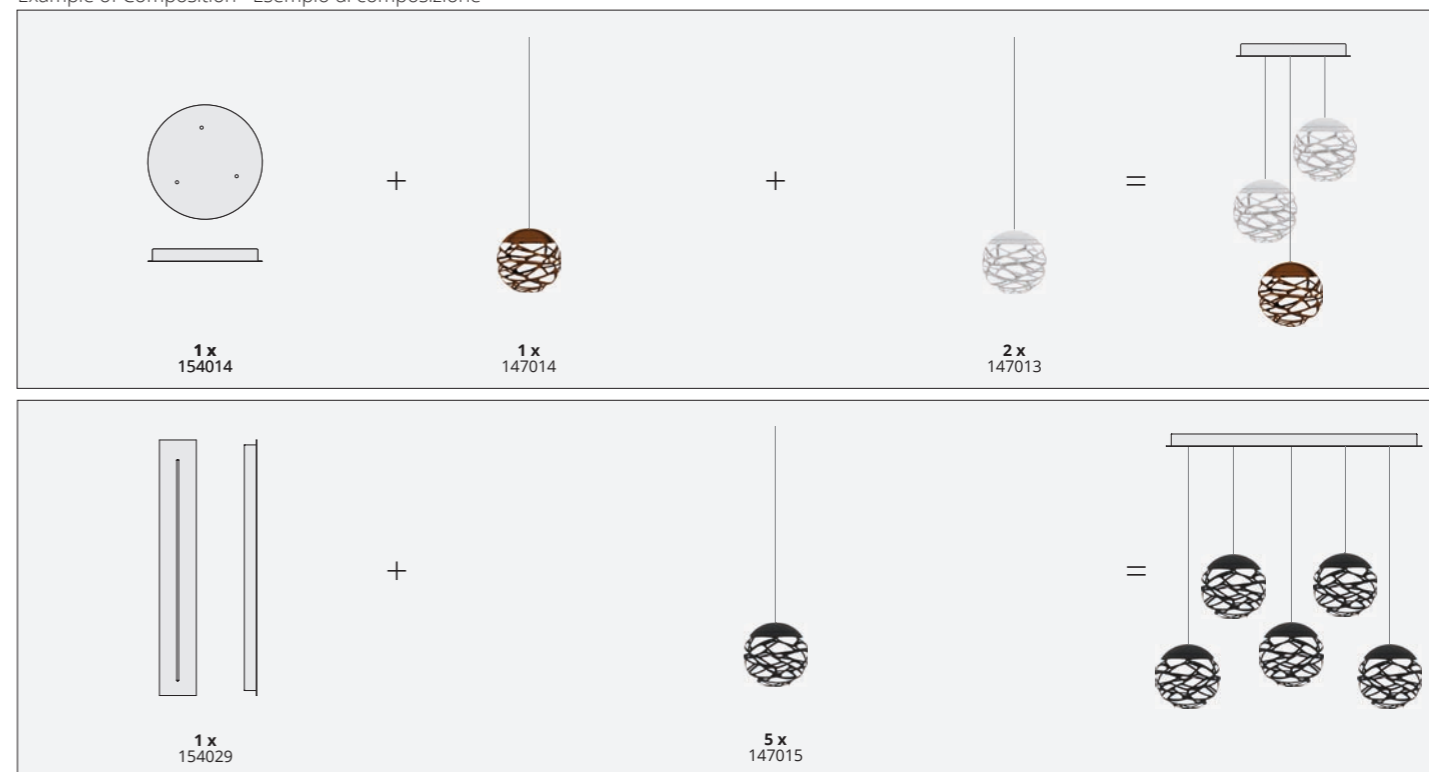 Example of Composition - Esempio di composizione
+
+
=
1 x
154014
1 x
147014
2 x
147013
+
=
1 x
154029
5 x
147015